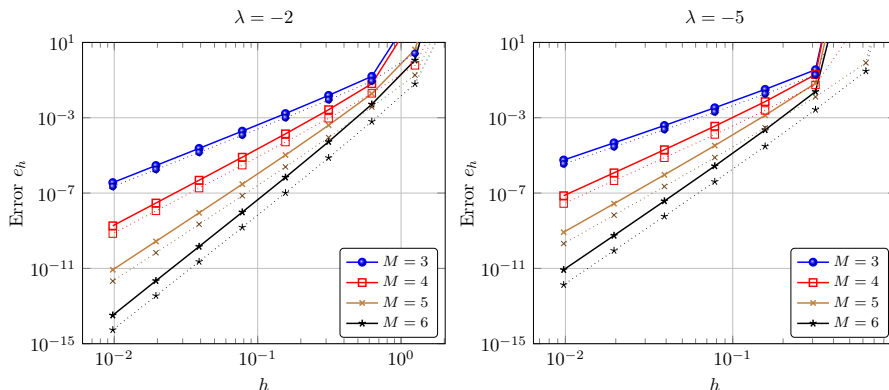 λ = −2
λ = −5
10^1
10^−3
10^−7
10^−11
10^−15
Error e_h
10^−2
10^−1
10^0
h
M = 3
M = 4
M = 5
M = 6
10^1
10^−3
10^−7
10^−11
10^−15
Error e_h
10^−2
10^−1
h
M = 3
M = 4
M = 5
M = 6